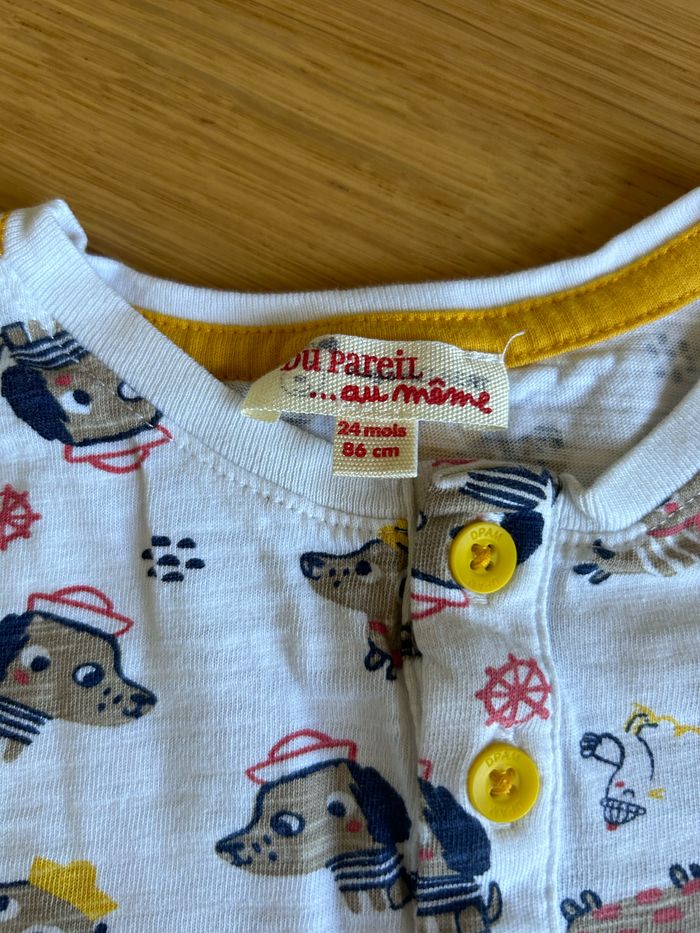 Du Pareil
...au même
24 mois
86 cm
DPAM
DPAM